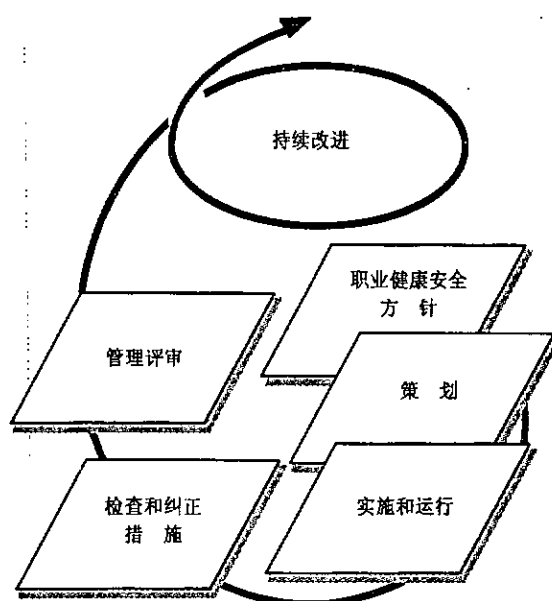 持续改进
职业健康安全
方 针
管理评审
策 划
检查和纠正
措 施
实施和运行